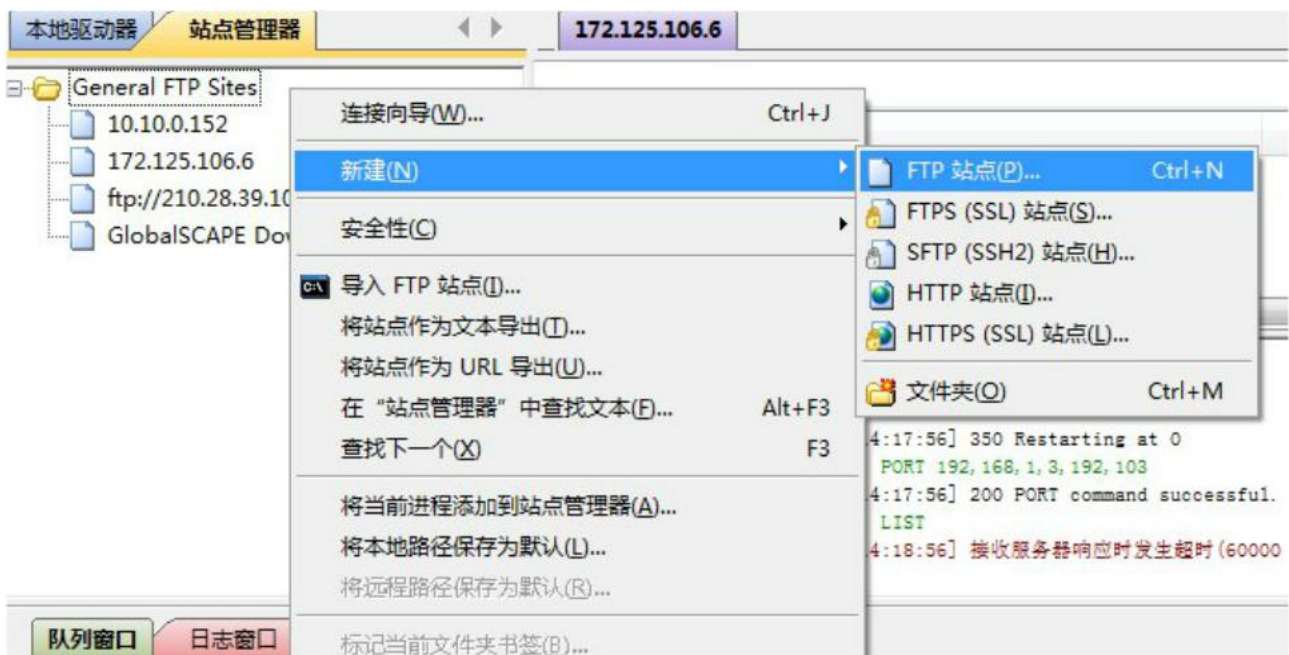 本地驱动器 站点管理器 172.125.106.6
General FTP Sites
10.10.0.152
172.125.106.6
ftp://210.28.39.10
GlobalSCAPE Dov
连接向导(W)... Ctrl+J
新建(N)
安全性(C)
导入 FTP 站点(I)...
将站点作为文本导出(T)...
将站点作为 URL 导出(U)...
在“站点管理器”中查找文本(F)... Alt+F3
查找下一个(X) F3
将当前进程添加到站点管理器(A)...
将本地路径保存为默认(L)...
将远程路径保存为默认(R)...
标记当前文件夹书签(B)...
FTP 站点(P)... Ctrl+N
FTPS (SSL) 站点(S)...
SFTP (SSH2) 站点(H)...
HTTP 站点(I)...
HTTPS (SSL) 站点(L)...
文件夹(O) Ctrl+M
4:17:56] 350 Restarting at 0
PORT 192,168,1,3,192,103
4:17:56] 200 PORT command successful.
LIST
4:18:56] 接收服务器响应时发生超时(60000
队列窗口 日志窗口